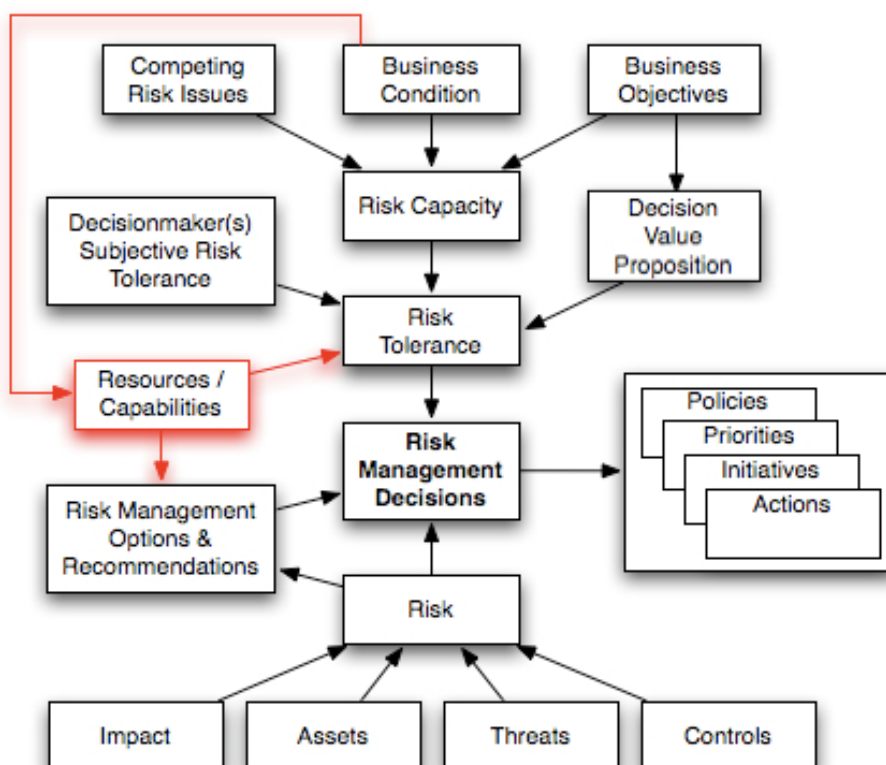 Competing
Risk Issues
Business
Condition
Business
Objectives
Risk Capacity
Decisionmaker(s)
Subjective Risk
Tolerance
Decision
Value
Proposition
Risk
Tolerance
Resources /
Capabilities
Risk
Management
Decisions
Policies
Priorities
Initiatives
Actions
Risk Management
Options &
Recommendations
Risk
Impact
Assets
Threats
Controls